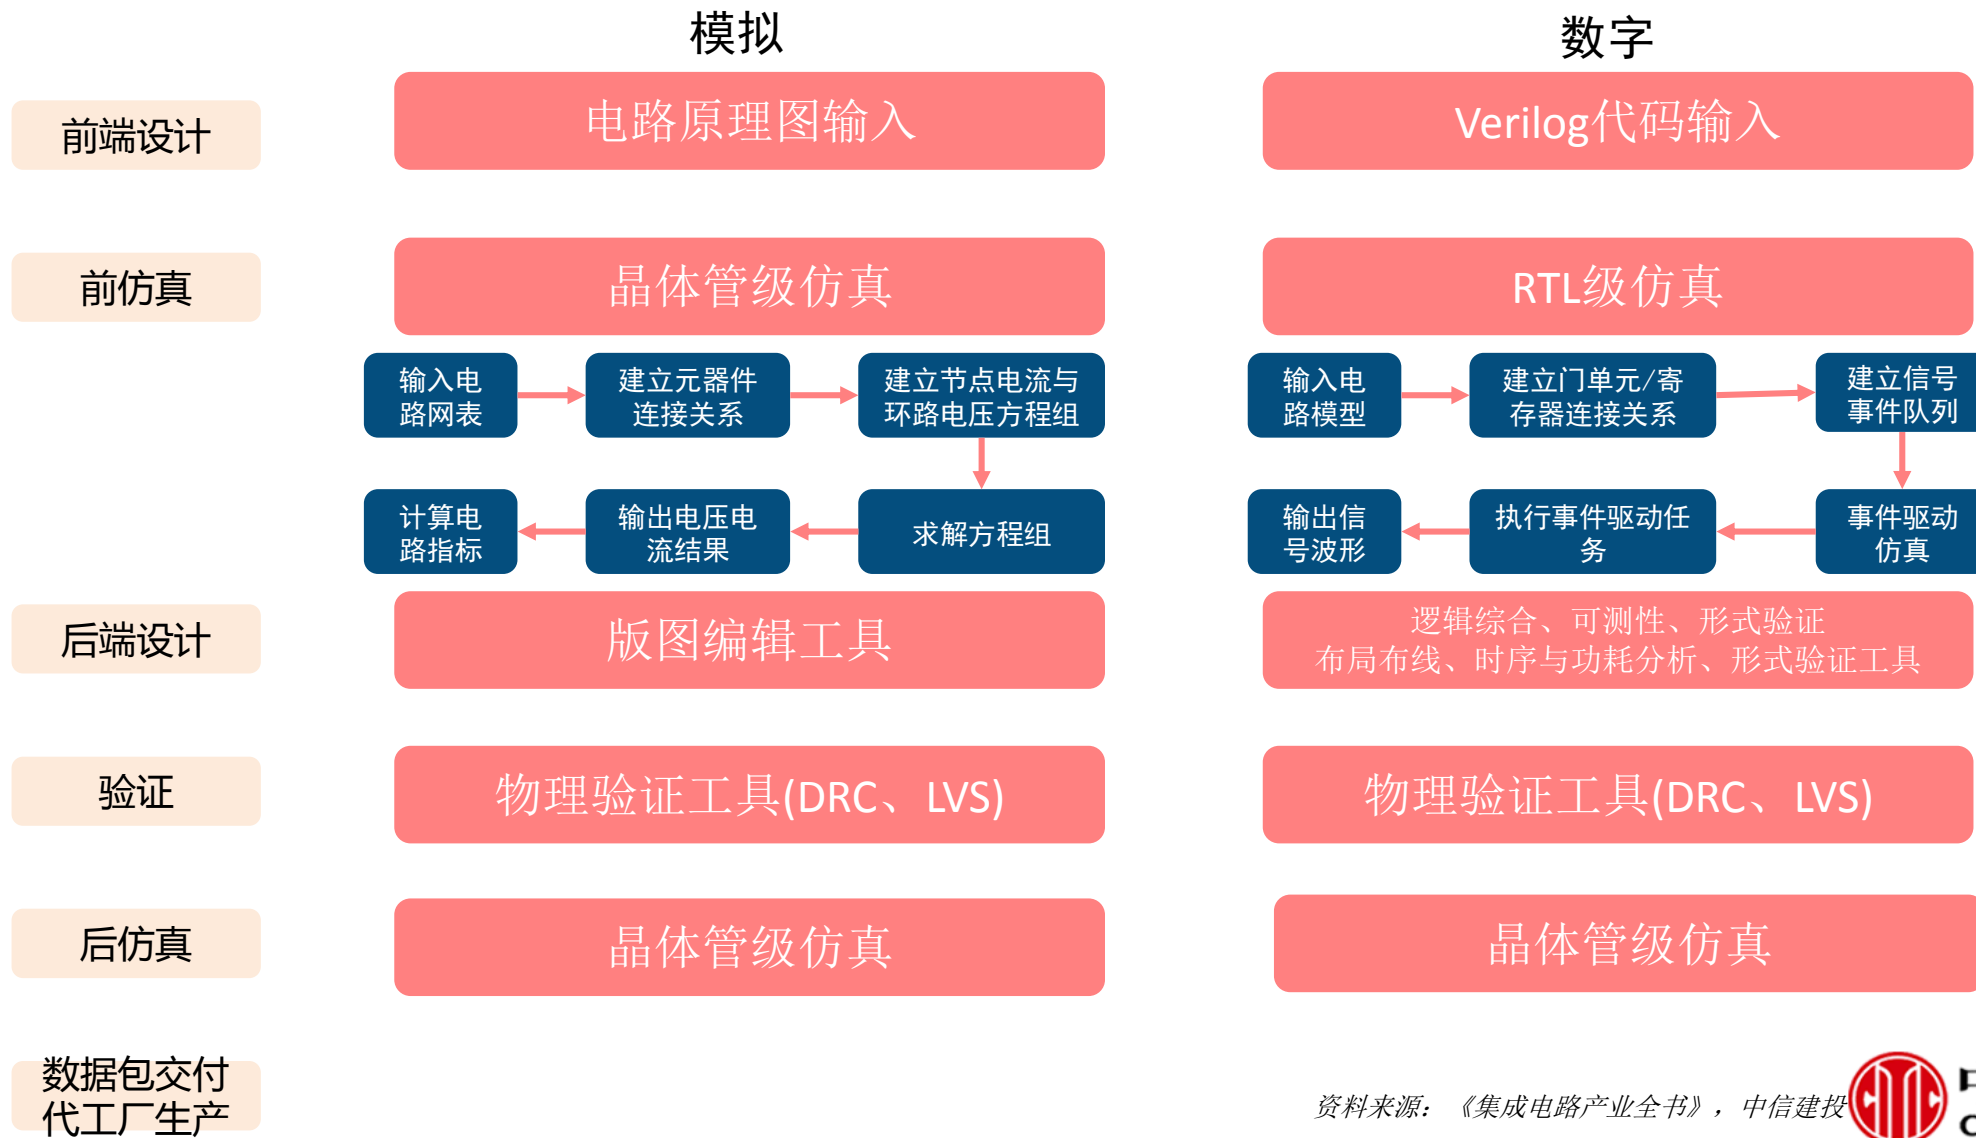 模拟
数字
前端设计
电路原理图输入
Verilog代码输入
前仿真
晶体管级仿真
RTL级仿真
输入电
路网表
建立元器件
连接关系
建立节点电流与
环路电压方程组
输入电
路模型
建立门单元/寄
存器连接关系
建立信号
事件队列
计算电
路指标
输出电压电
流结果
求解方程组
输出信
号波形
执行事件驱动任
务
事件驱动
仿真
后端设计
版图编辑工具
逻辑综合、可测性、形式验证
布局布线、时序与功耗分析、形式验证工具
验证
物理验证工具(DRC、LVS)
物理验证工具(DRC、LVS)
后仿真
晶体管级仿真
晶体管级仿真
数据包交付
代工厂生产
资料来源：《集成电路产业全书》，中信建投